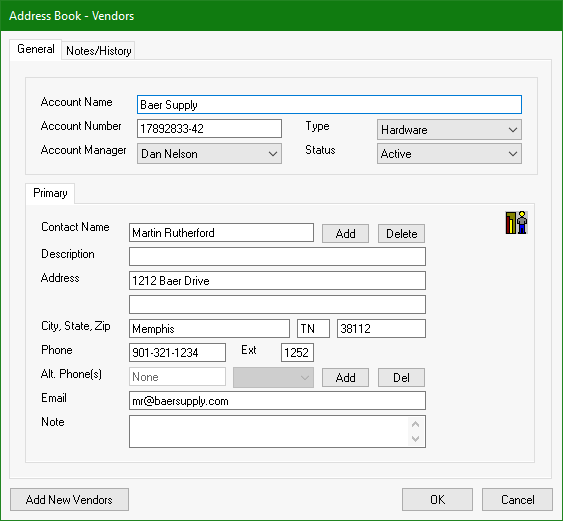 Address Book - Vendors
General Notes/History
Account Name Baer Supply
Account Number 17892833-42 Type Hardware
Account Manager Dan Nelson Status Active
Primary
Contact Name Martin Rutherford Add Delete
Description
Address 1212 Baer Drive
City, State, Zip Memphis TN 38112
Phone 901-321-1234 Ext 1252
Alt. Phone(s) None Add Del
Email mr@baersupply.com
Note
Add New Vendors OK Cancel